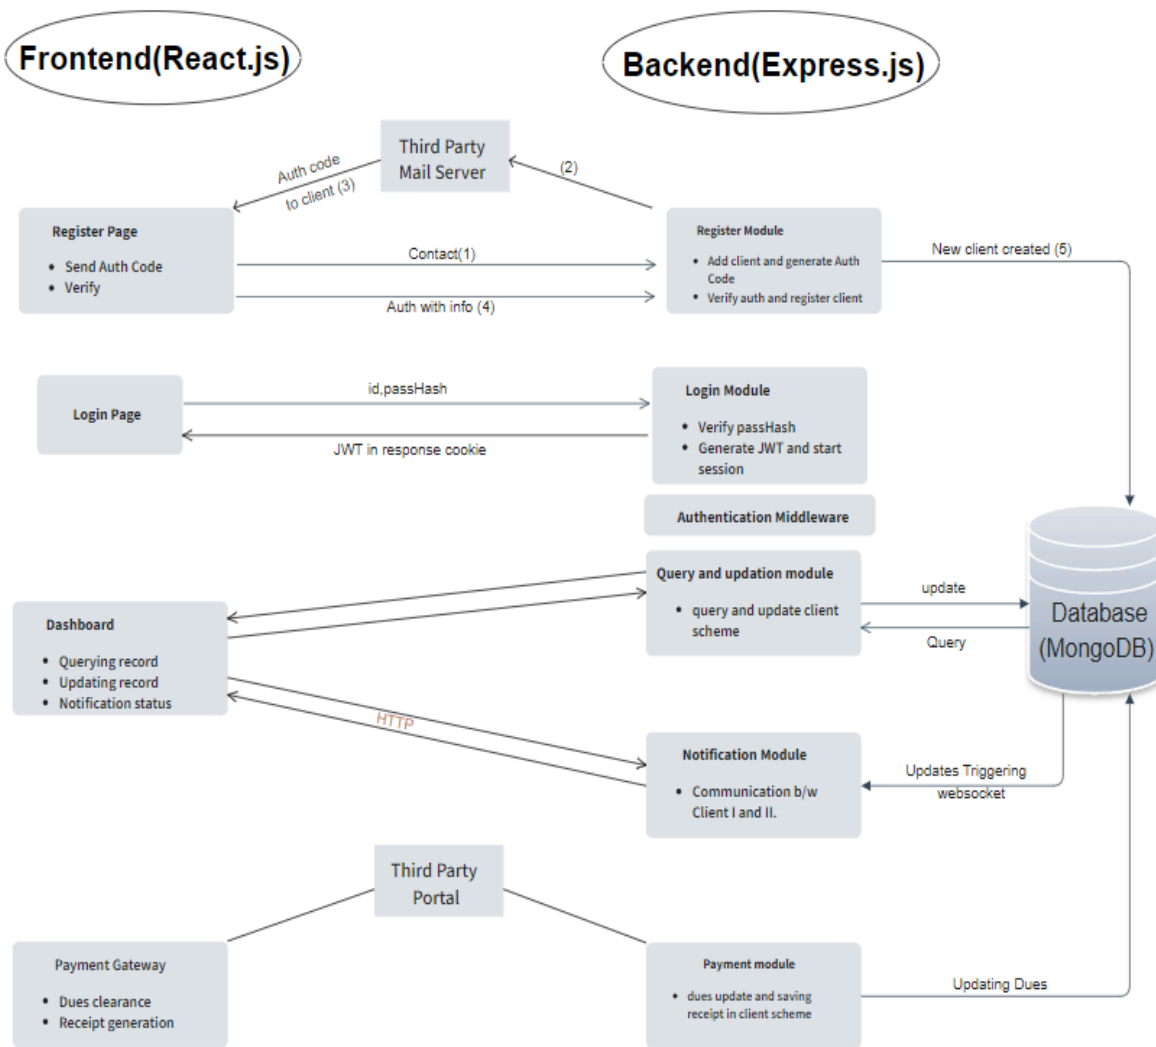 Frontend(React.js)
Backend(Express.js)
Third Party
Mail Server
Auth code
to client (3)
(2)
Register Page
• Send Auth Code
• Verify
Contact(1)
Auth with info (4)
Register Module
• Add client and generate Auth
Code
• Verify auth and register client
New client created (5)
Login Page
id,passHash
JWT in response cookie
Login Module
• Verify passHash
• Generate JWT and start
session
Authentication Middleware
Query and updation module
• query and update client
scheme
update
Query
Database
(MongoDB)
Dashboard
• Querying record
• Updating record
• Notification status
HTTP
Notification Module
• Communication b/w
Client I and II.
Updates Triggering
websocket
Third Party
Portal
Payment Gateway
• Dues clearance
• Receipt generation
Payment module
• dues update and saving
receipt in client scheme
Updating Dues